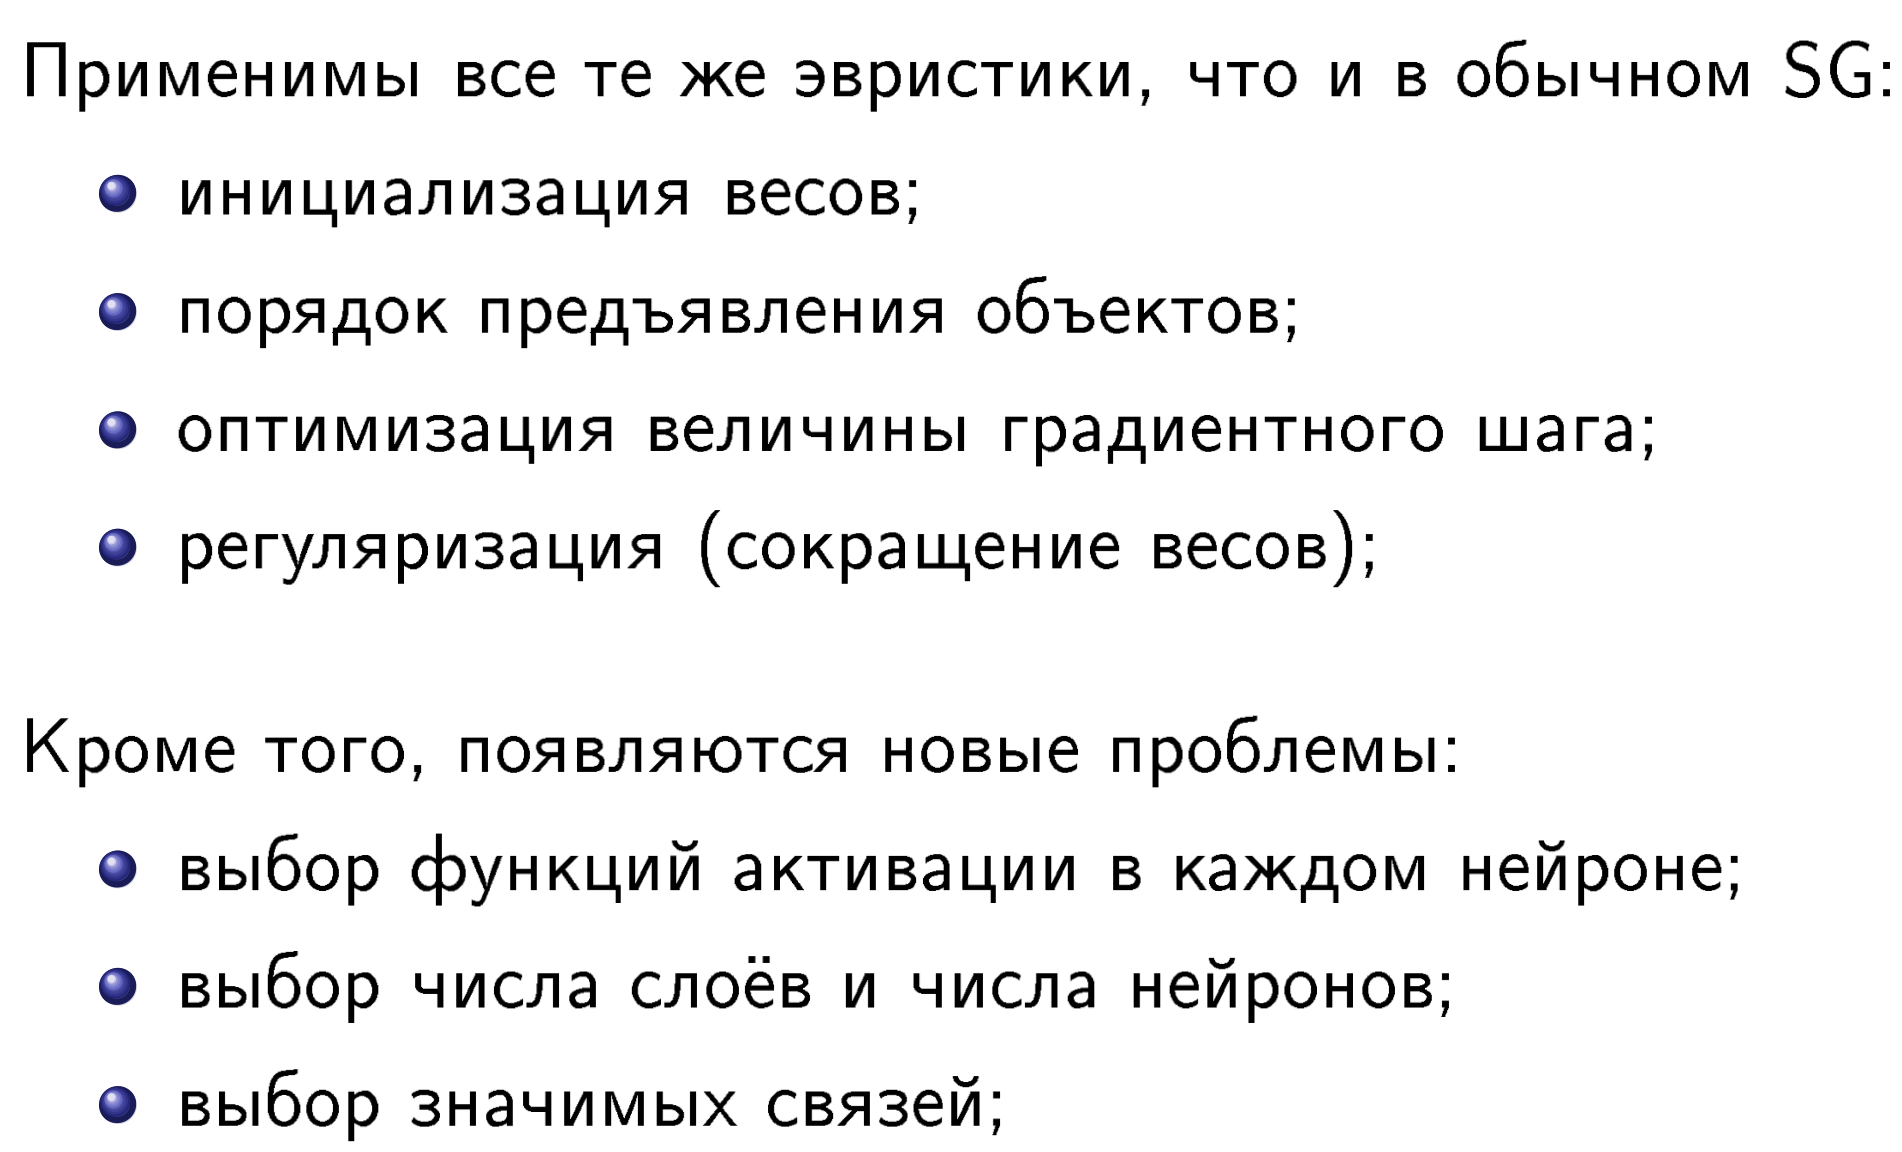 Применимы все те же эвристики, что и в обычном SG:
инициализация весов;
порядок предъявления объектов;
оптимизация величины градиентного шага;
регуляризация (сокращение весов);
Кроме того, появляются новые проблемы:
выбор функций активации в каждом нейроне;
выбор числа слоёв и числа нейронов;
выбор значимых связей;